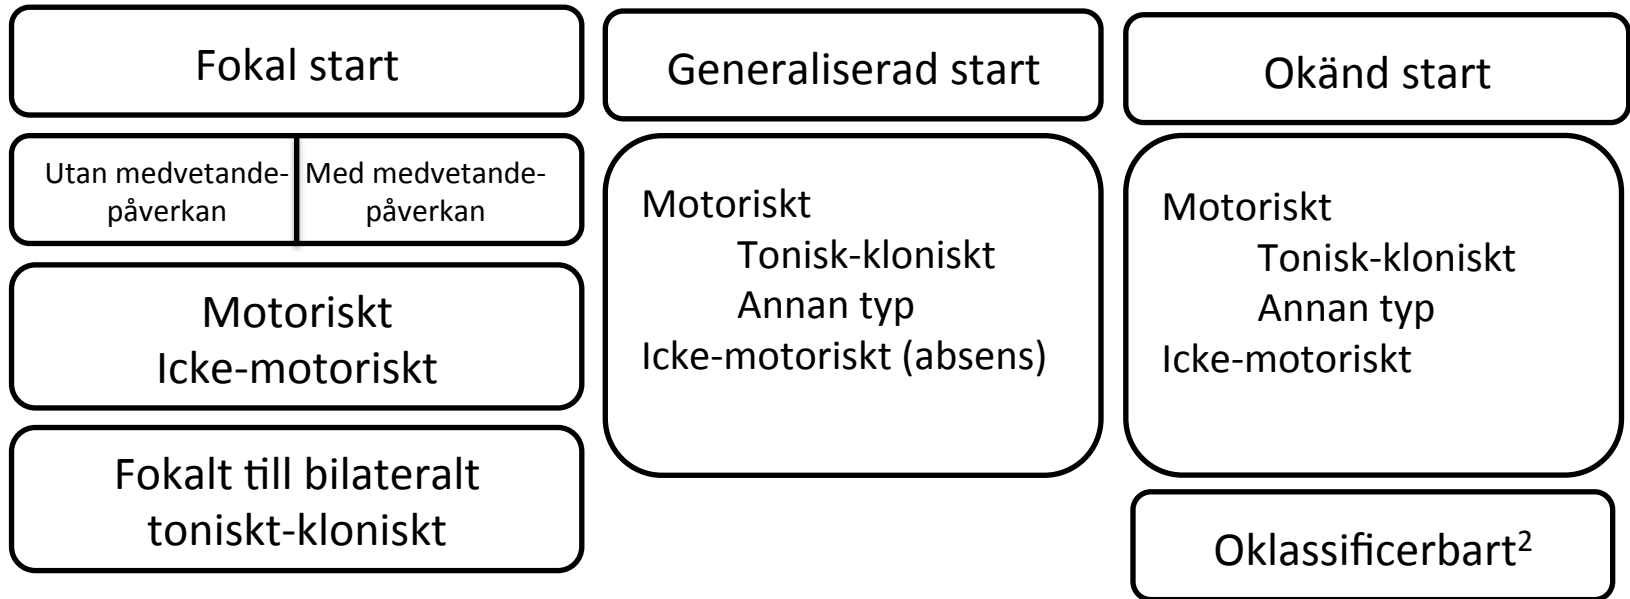 Fokal start
Utan medvetande-
påverkan
Med medvetande-
påverkan
Motoriskt
Icke-motoriskt
Fokalt till bilateralt
toniskt-kloniskt
Generaliserad start
Motoriskt
Tonisk-kloniskt
Annan typ
Icke-motoriskt (absens)
Okänd start
Motoriskt
Tonisk-kloniskt
Annan typ
Icke-motoriskt
Oklassificerbart²